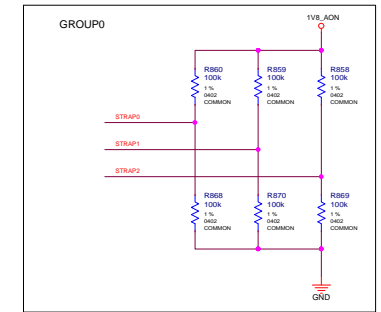 GROUP0
1V8_AON
R860
100k
1 %
0402
COMMON
R859
100k
1 %
0402
COMMON
R858
100k
1 %
0402
COMMON
STRAP0
STRAP1
STRAP2
R868
100k
1 %
0402
COMMON
R870
100k
1 %
0402
COMMON
R869
100k
1 %
0402
COMMON
GND